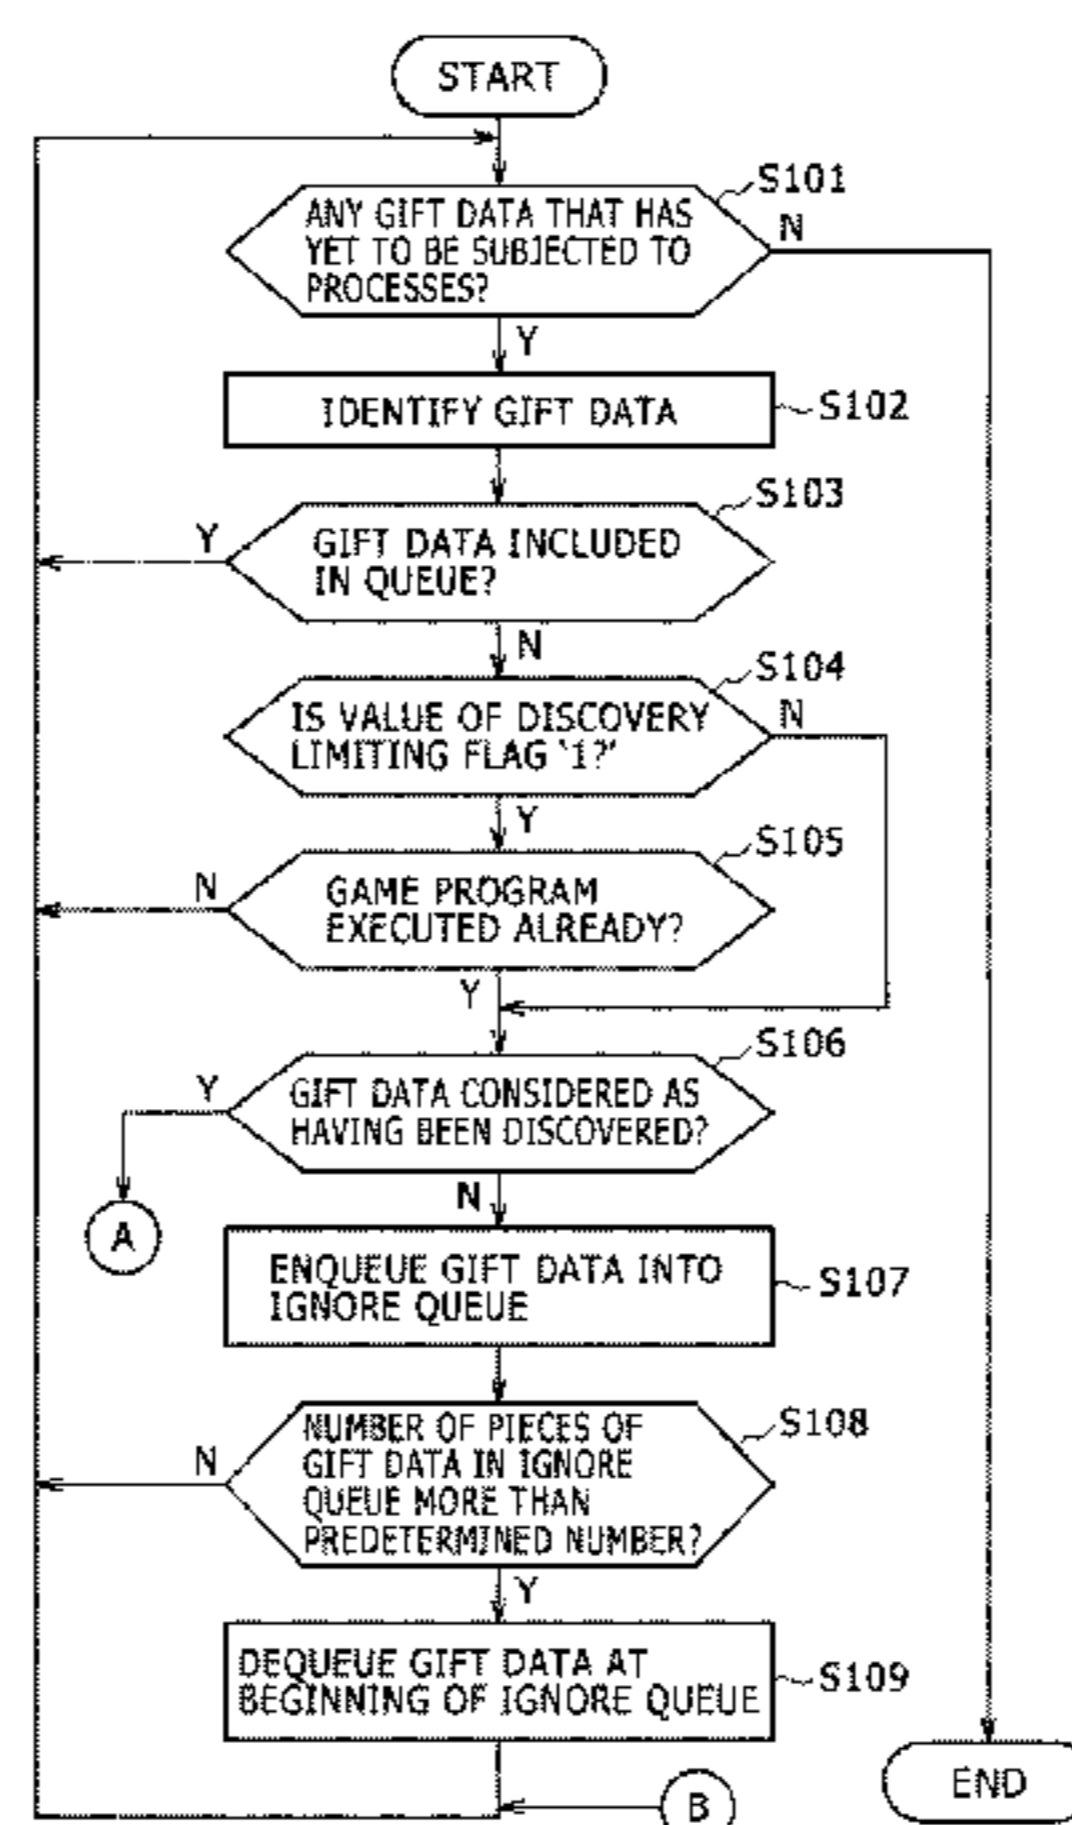 START
S101
ANY GIFT DATA THAT HAS
YET TO BE SUBJECTED TO
PROCESSES?
N
Y
IDENTIFY GIFT DATA
S102
S103
Y
GIFT DATA INCLUDED
IN QUEUE?
N
S104
IS VALUE OF DISCOVERY
LIMITING FLAG '1?'
N
Y
S105
N
GAME PROGRAM
EXECUTED ALREADY?
Y
S106
Y
GIFT DATA CONSIDERED AS
HAVING BEEN DISCOVERED?
N
A
ENQUEUE GIFT DATA INTO
IGNORE QUEUE
S107
S108
N
NUMBER OF PIECES OF
GIFT DATA IN IGNORE
QUEUE MORE THAN
PREDETERMINED NUMBER?
Y
DEQUEUE GIFT DATA AT
BEGINNING OF IGNORE QUEUE
S109
END
B